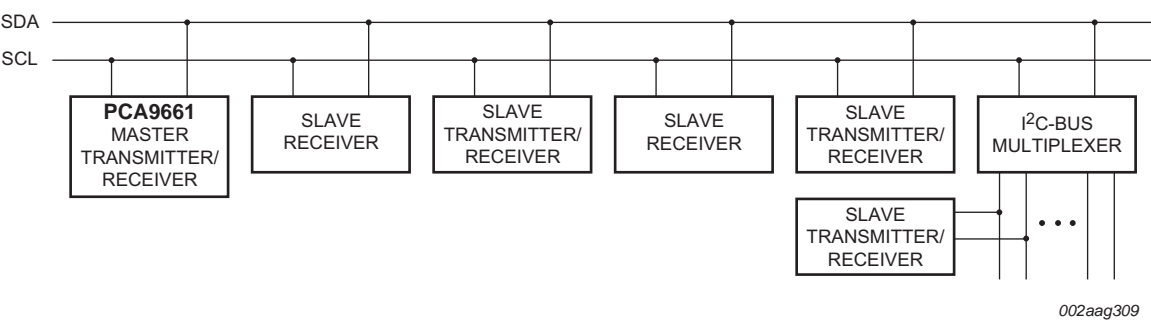 SDA
SCL
PCA9661
MASTER
TRANSMITTER/
RECEIVER
SLAVE
RECEIVER
SLAVE
TRANSMITTER/
RECEIVER
SLAVE
RECEIVER
SLAVE
TRANSMITTER/
RECEIVER
I²C-BUS
MULTIPLEXER
SLAVE
TRANSMITTER/
RECEIVER
002aag309